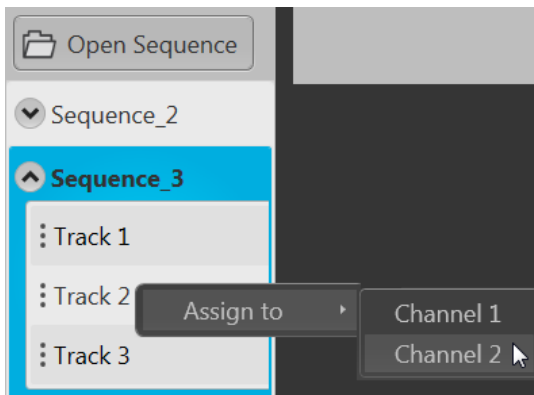 Open Sequence
Sequence_2
Sequence_3
Track 1
Track 2
Assign to
Channel 1
Channel 2
Track 3